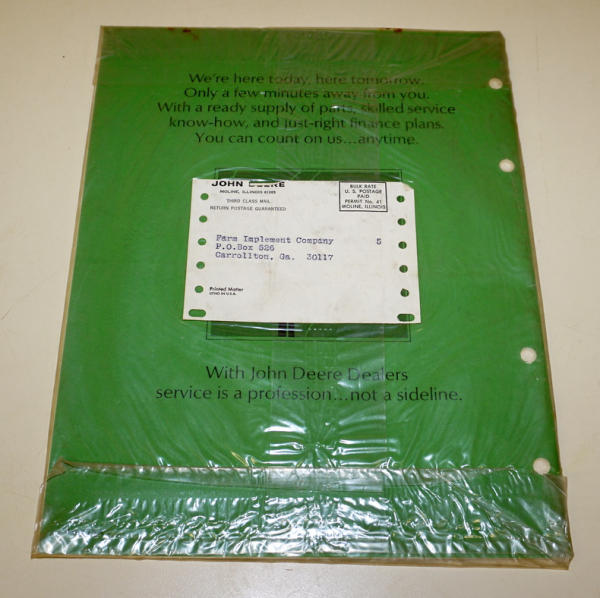 We're here today, here tomorrow.
Only a few minutes away from you.
With a ready supply of parts, skilled service
know-how, and just-right finance plans.
You can count on us...anytime.
JOHN DEERE
MOLINE, ILLINOIS 61265
THIRD CLASS MAIL
RETURN POSTAGE GUARANTEED
BULK RATE
U. S. POSTAGE
PAID
PERMIT No. 41
MOLINE, ILLINOIS
Farm Implement Company 5
P.O.Box 526
Carrollton, Ga. 30117
Printed Matter
LITHO IN U.S.A.
With John Deere Dealers
service is a profession...not a sideline.